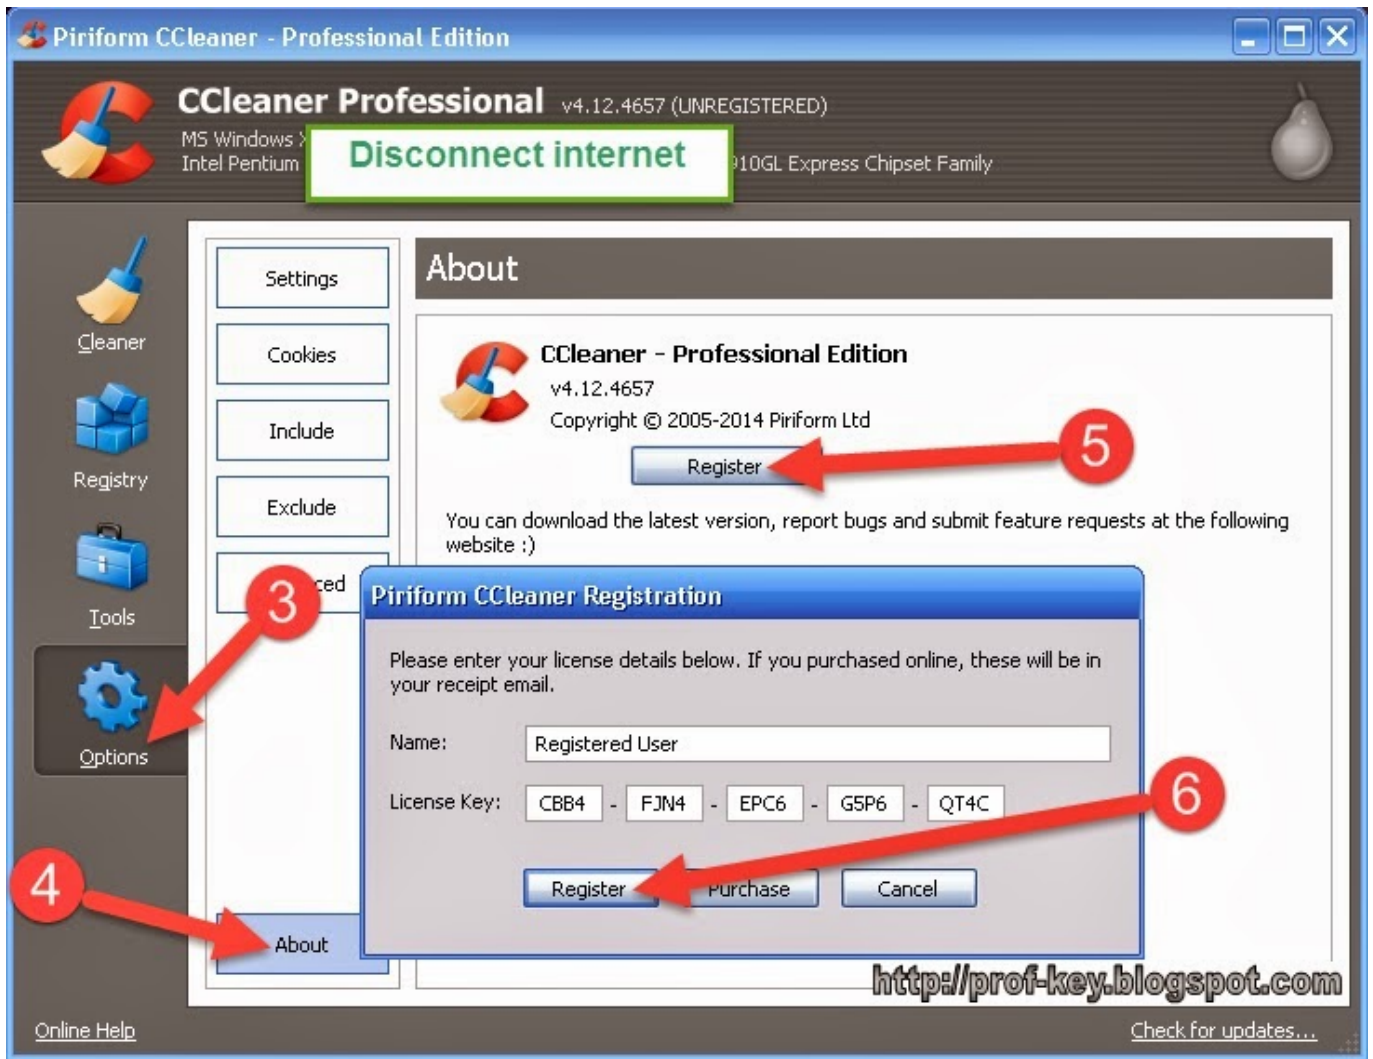 Piriform CCleaner - Professional Edition
CCleaner Professional v4.12.4657 (UNREGISTERED)
MS Windows
Intel Pentium
910GL Express Chipset Family
Disconnect internet
Cleaner
Registry
Tools
Options
Settings
Cookies
Include
Exclude
About
About
CCleaner - Professional Edition
v4.12.4657
Copyright © 2005-2014 Piriform Ltd
Register
5
You can download the latest version, report bugs and submit feature requests at the following
website :)
3
4
Piriform CCleaner Registration
Please enter your license details below. If you purchased online, these will be in
your receipt email.
Name: Registered User
License Key: CBB4 - FJN4 - EPC6 - G5P6 - QT4C
6
Register Purchase Cancel
http://prof-key.blogspot.com
Online Help
Check for updates...